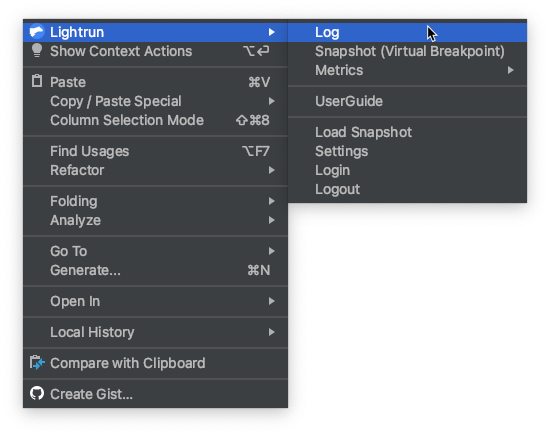 Lightrun
Show Context Actions ⌥⏎
Paste ⌘V
Copy / Paste Special
Column Selection Mode ⇧⌘8
Find Usages ⌥F7
Refactor
Folding
Analyze
Go To
Generate... ⌘N
Open In
Local History
Compare with Clipboard
Create Gist...
Log
Snapshot (Virtual Breakpoint)
Metrics
UserGuide
Load Snapshot
Settings
Login
Logout